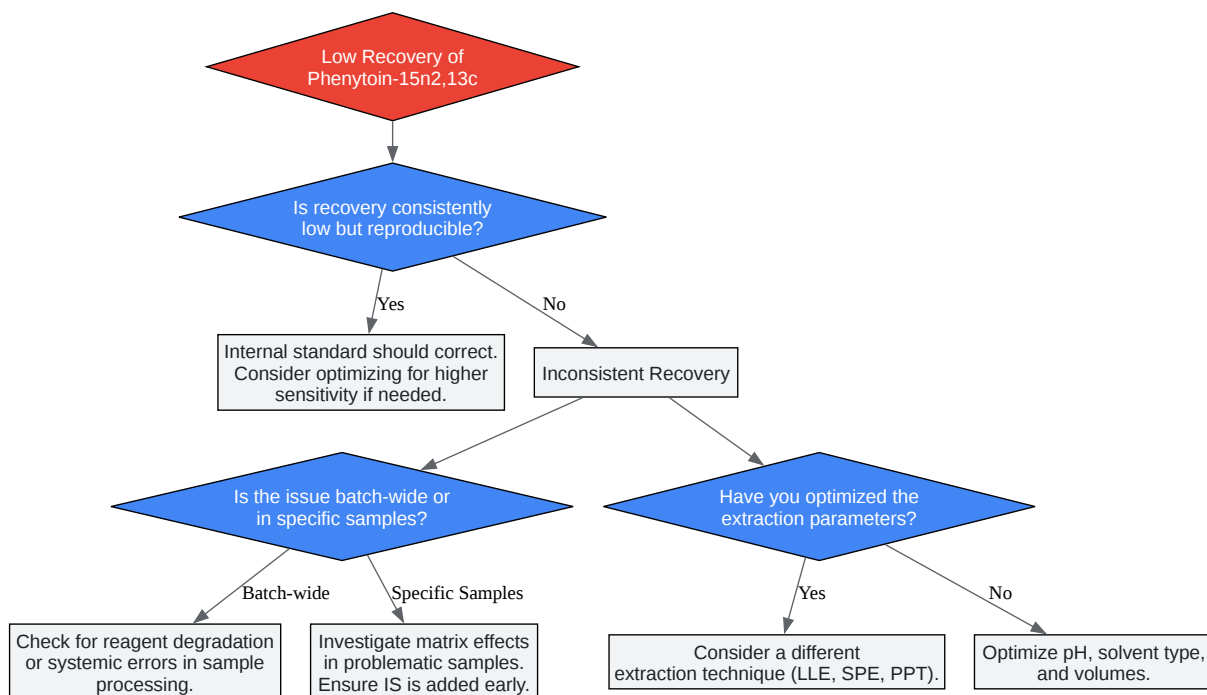 Low Recovery of
Phenytoin-15n2,13c
Is recovery consistently
low but reproducible?
Yes
No
Internal standard should correct.
Consider optimizing for higher
sensitivity if needed.
Inconsistent Recovery
Is the issue batch-wide or
in specific samples?
Have you optimized the
extraction parameters?
Batch-wide
Specific Samples
Yes
No
Check for reagent degradation
or systemic errors in sample
processing.
Investigate matrix effects
in problematic samples.
Ensure IS is added early.
Consider a different
extraction technique (LLE, SPE, PPT).
Optimize pH, solvent type,
and volumes.